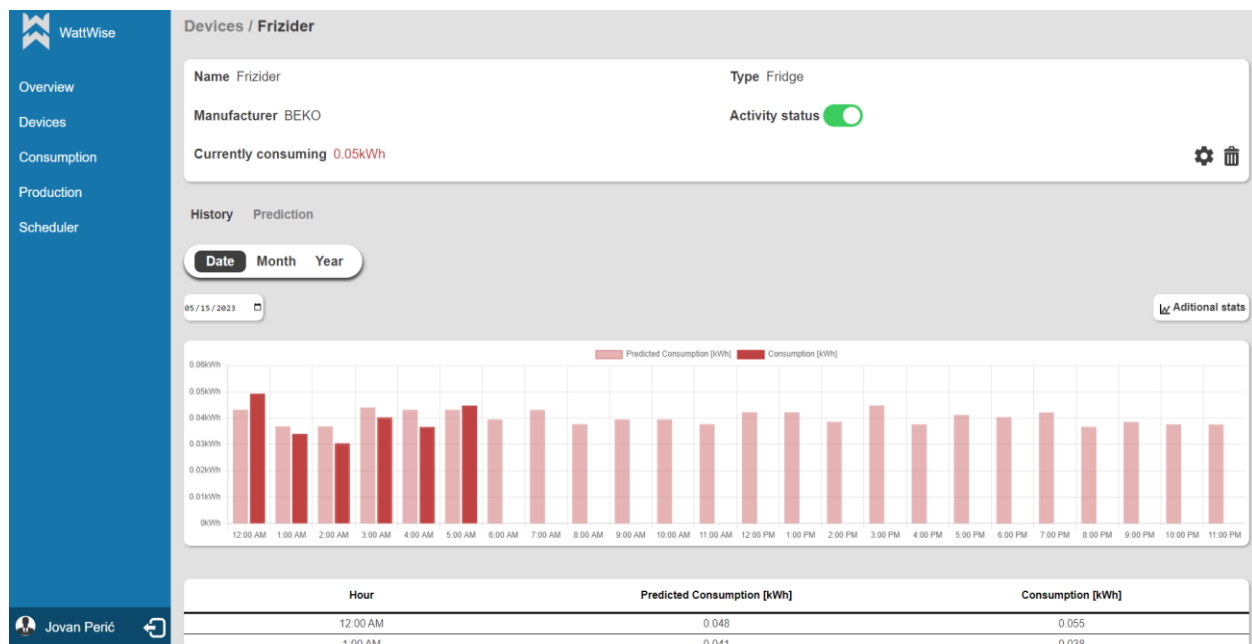 WattWise
Overview
Devices
Consumption
Production
Scheduler
Jovan Perić
Devices / Frizider
Name Frizider
Type Fridge
Manufacturer BEKO
Activity status
Currently consuming 0.05kWh
History Prediction
Date Month Year
05/15/2023
Aditional stats
Predicted Consumption [kWh] Consumption [kWh]
0.06kWh
0.05kWh
0.04kWh
0.03kWh
0.02kWh
0.01kWh
0kWh
12:00 AM 1:00 AM 2:00 AM 3:00 AM 4:00 AM 5:00 AM 6:00 AM 7:00 AM 8:00 AM 9:00 AM 10:00 AM 11:00 AM 12:00 PM 1:00 PM 2:00 PM 3:00 PM 4:00 PM 5:00 PM 6:00 PM 7:00 PM 8:00 PM 9:00 PM 10:00 PM 11:00 PM
Hour Predicted Consumption [kWh] Consumption [kWh]
12:00 AM 0.048 0.055
1:00 AM 0.041 0.038